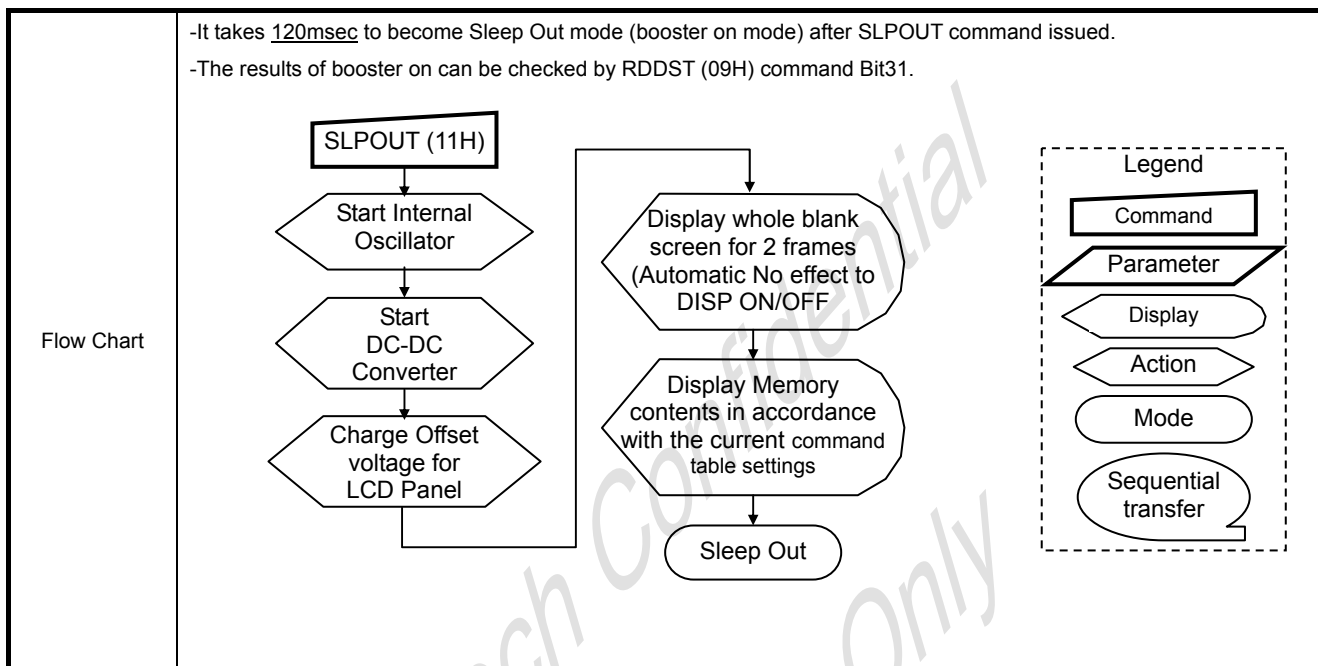 -It takes 120msec to become Sleep Out mode (booster on mode) after SLPOUT command issued.
-The results of booster on can be checked by RDDST (09H) command Bit31.
Flow Chart
SLPOUT (11H)
Start Internal
Oscillator
Start
DC-DC
Converter
Charge Offset
voltage for
LCD Panel
Display whole blank
screen for 2 frames
(Automatic No effect to
DISP ON/OFF
Display Memory
contents in accordance
with the current command
table settings
Sleep Out
Legend
Command
Parameter
Display
Action
Mode
Sequential
transfer
ech Confidential
Only